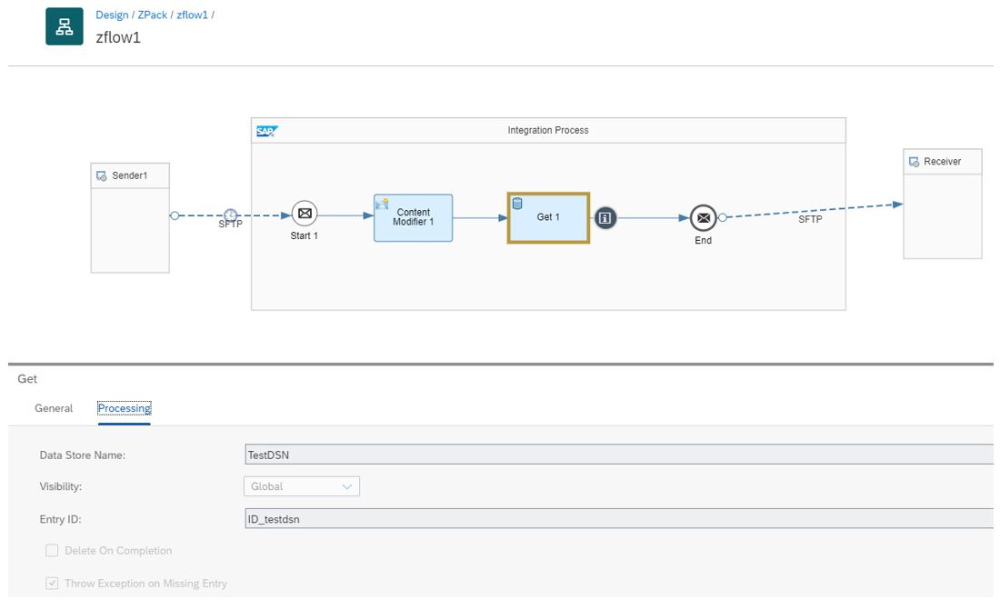 Design / ZPack / zflow1 /
zflow1
SAP
Integration Process
Sender1
Receiver
SFTP
Start 1
Content
Modifier 1
Get 1
End
SFTP
Get
General
Processing
Data Store Name:
TestDSN
Visibility:
Global
Entry ID:
ID_testdsn
Delete On Completion
Throw Exception on Missing Entry